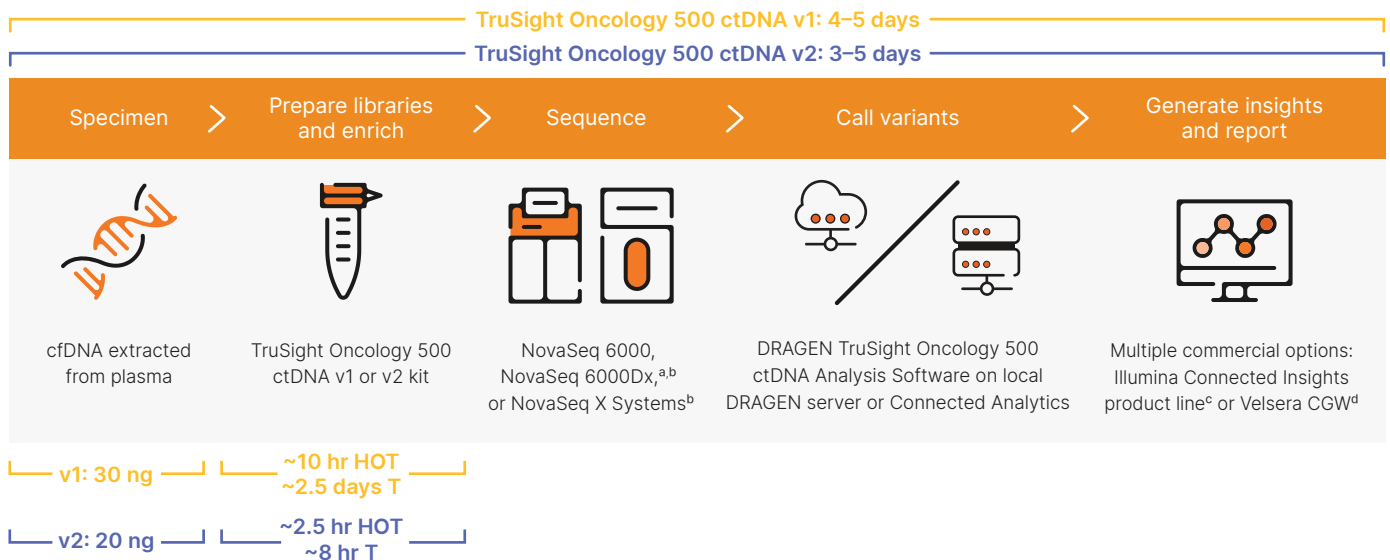 TruSight Oncology 500 ctDNA v1: 4–5 days
TruSight Oncology 500 ctDNA v2: 3–5 days
Specimen
Prepare libraries
and enrich
Sequence
Call variants
Generate insights
and report
cfDNA extracted
from plasma
TruSight Oncology 500
ctDNA v1 or v2 kit
NovaSeq 6000,
NovaSeq 6000Dx,ᵃ,ᵇ
or NovaSeq X Systemsᵇ
DRAGEN TruSight Oncology 500
ctDNA Analysis Software on local
DRAGEN server or Connected Analytics
Multiple commercial options:
Illumina Connected Insights
product lineᶜ or Velsera CGWᵈ
v1: 30 ng
~10 hr HOT
~2.5 days T
v2: 20 ng
~2.5 hr HOT
~8 hr T